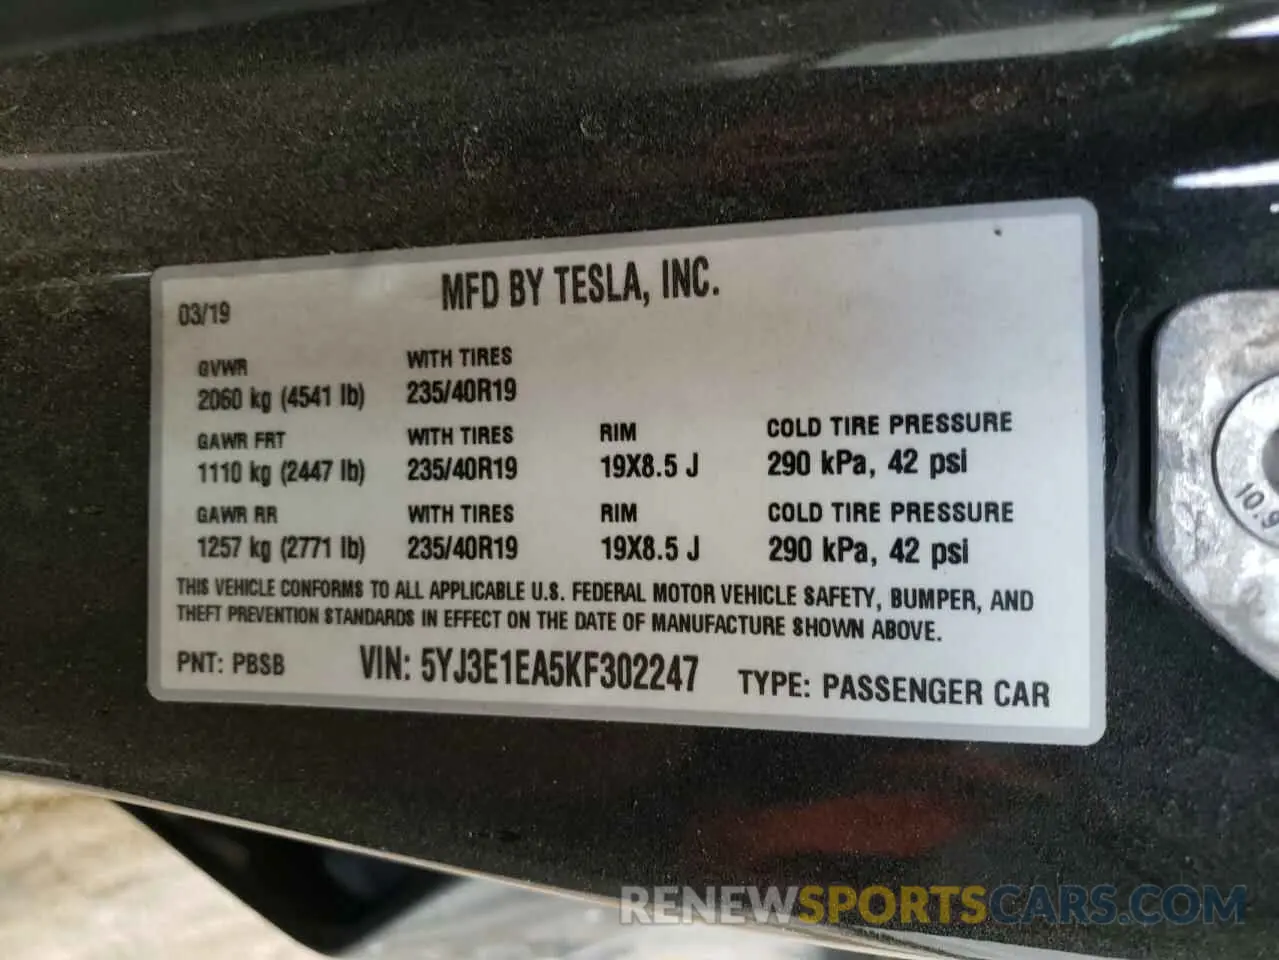 MFD BY TESLA, INC.
03/19
GVWR WITH TIRES
2060 kg (4541 lb) 235/40R19
GAWR FRT WITH TIRES RIM COLD TIRE PRESSURE
1110 kg (2447 lb) 235/40R19 19X8.5 J 290 kPa, 42 psi
GAWR RR WITH TIRES RIM COLD TIRE PRESSURE
1257 kg (2771 lb) 235/40R19 19X8.5 J 290 kPa, 42 psi
THIS VEHICLE CONFORMS TO ALL APPLICABLE U.S. FEDERAL MOTOR VEHICLE SAFETY, BUMPER, AND
THEFT PREVENTION STANDARDS IN EFFECT ON THE DATE OF MANUFACTURE SHOWN ABOVE.
PNT: PBSB VIN: 5YJ3E1EA5KF302247 TYPE: PASSENGER CAR
10.9
RENEWSPORTSCARS.COM